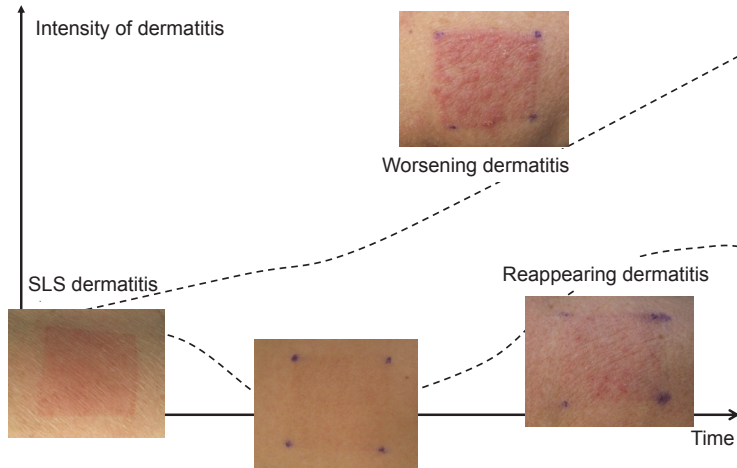 Intensity of dermatitis
Worsening dermatitis
SLS dermatitis
Reappearing dermatitis
Time